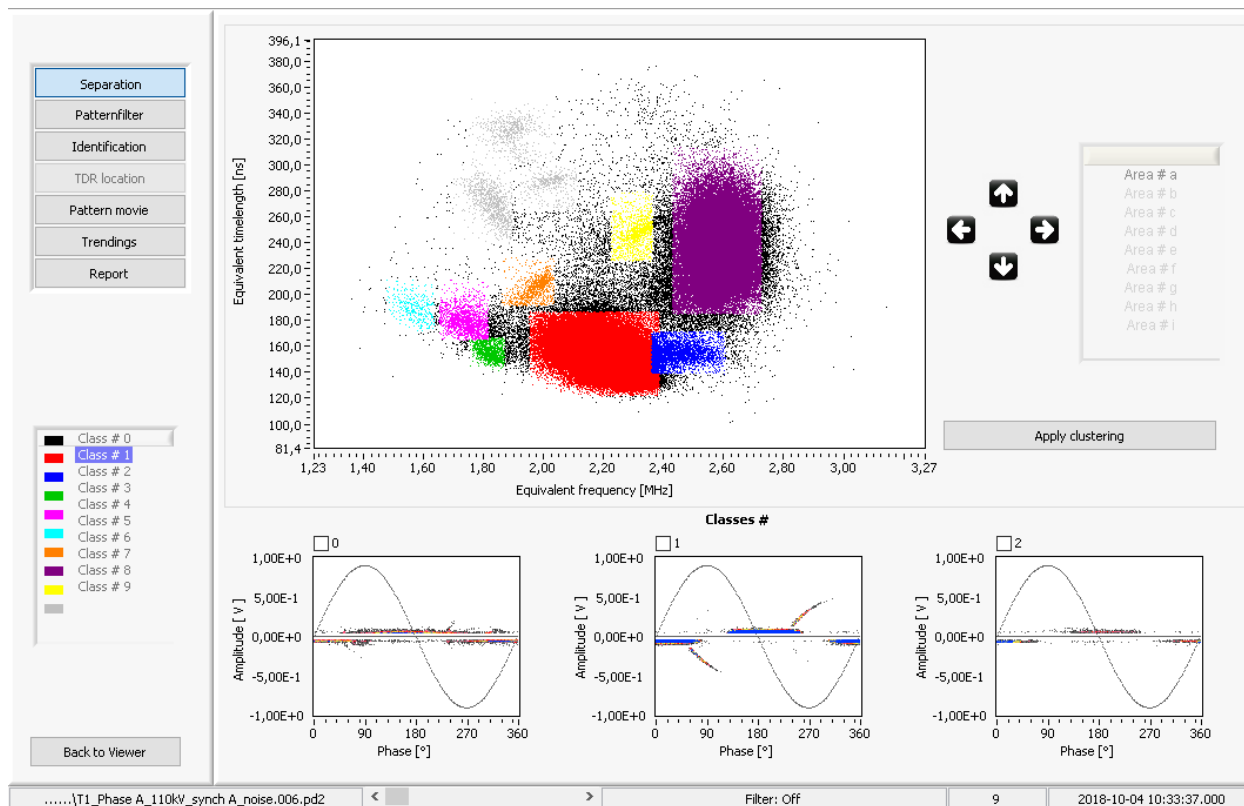 Separation
Patternfilter
Identification
TDR location
Pattern movie
Trendings
Report
Class # 0
Class # 1
Class # 2
Class # 3
Class # 4
Class # 5
Class # 6
Class # 7
Class # 8
Class # 9
Back to Viewer
Equivalent timelength [ns]
396,1
380,0
360,0
340,0
320,0
300,0
280,0
260,0
240,0
220,0
200,0
180,0
160,0
140,0
120,0
100,0
81,4
1,23 1,40 1,60 1,80 2,00 2,20 2,40 2,60 2,80 3,00 3,27
Equivalent frequency [MHz]
Area # a
Area # b
Area # c
Area # d
Area # e
Area # f
Area # g
Area # h
Area # i
Apply clustering
Classes #
0
Amplitude [ V ]
1,00E+0
5,00E-1
0,00E+0
-5,00E-1
-1,00E+0
0 90 180 270 360
Phase [°]
1
Amplitude [ V ]
1,00E+0
5,00E-1
0,00E+0
-5,00E-1
-1,00E+0
0 90 180 270 360
Phase [°]
2
Amplitude [ V ]
1,00E+0
5,00E-1
0,00E+0
-5,00E-1
-1,00E+0
0 90 180 270 360
Phase [°]
......\T1_Phase A_110kV_synch A_noise.006.pd2
Filter: Off
9
2018-10-04 10:33:37.000